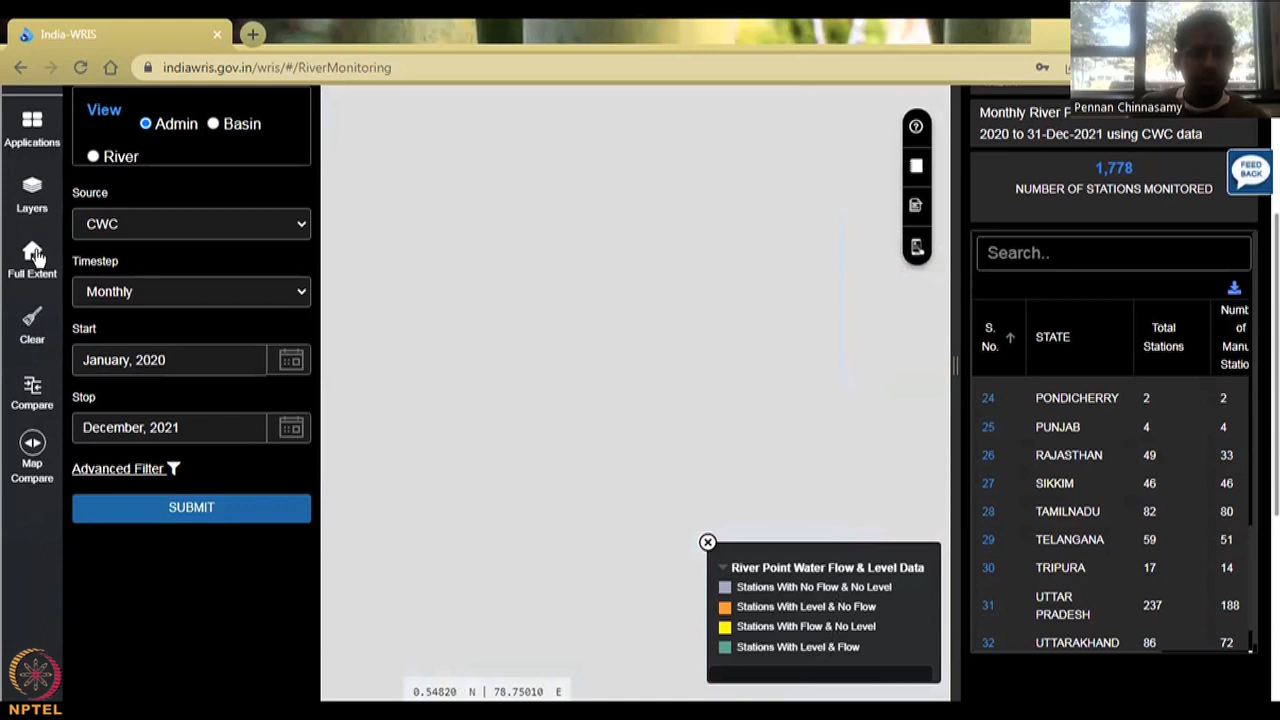 India-WRIS
indiawris.gov.in/wris/#/RiverMonitoring
Pennan Chinnasamy
Applications
Layers
Full Extent
Clear
Compare
Map
Compare
View
Admin
Basin
River
Source
CWC
Timestep
Monthly
Start
January, 2020
Stop
December, 2021
Advanced Filter
SUBMIT
River Point Water Flow & Level Data
Stations With No Flow & No Level
Stations With Level & No Flow
Stations With Flow & No Level
Stations With Level & Flow
0.54820 N | 78.75010 E
Monthly River
2020 to 31-Dec-2021 using CWC data
1,778
NUMBER OF STATIONS MONITORED
FEED
BACK
Search..
S.
No.
STATE
Total
Stations
Numb
of
Manu
Statio
24 PONDICHERRY 2 2
25 PUNJAB 4 4
26 RAJASTHAN 49 33
27 SIKKIM 46 46
28 TAMILNADU 82 80
29 TELANGANA 59 51
30 TRIPURA 17 14
31 UTTAR PRADESH 237 188
32 UTTARAKHAND 86 72
NPTEL